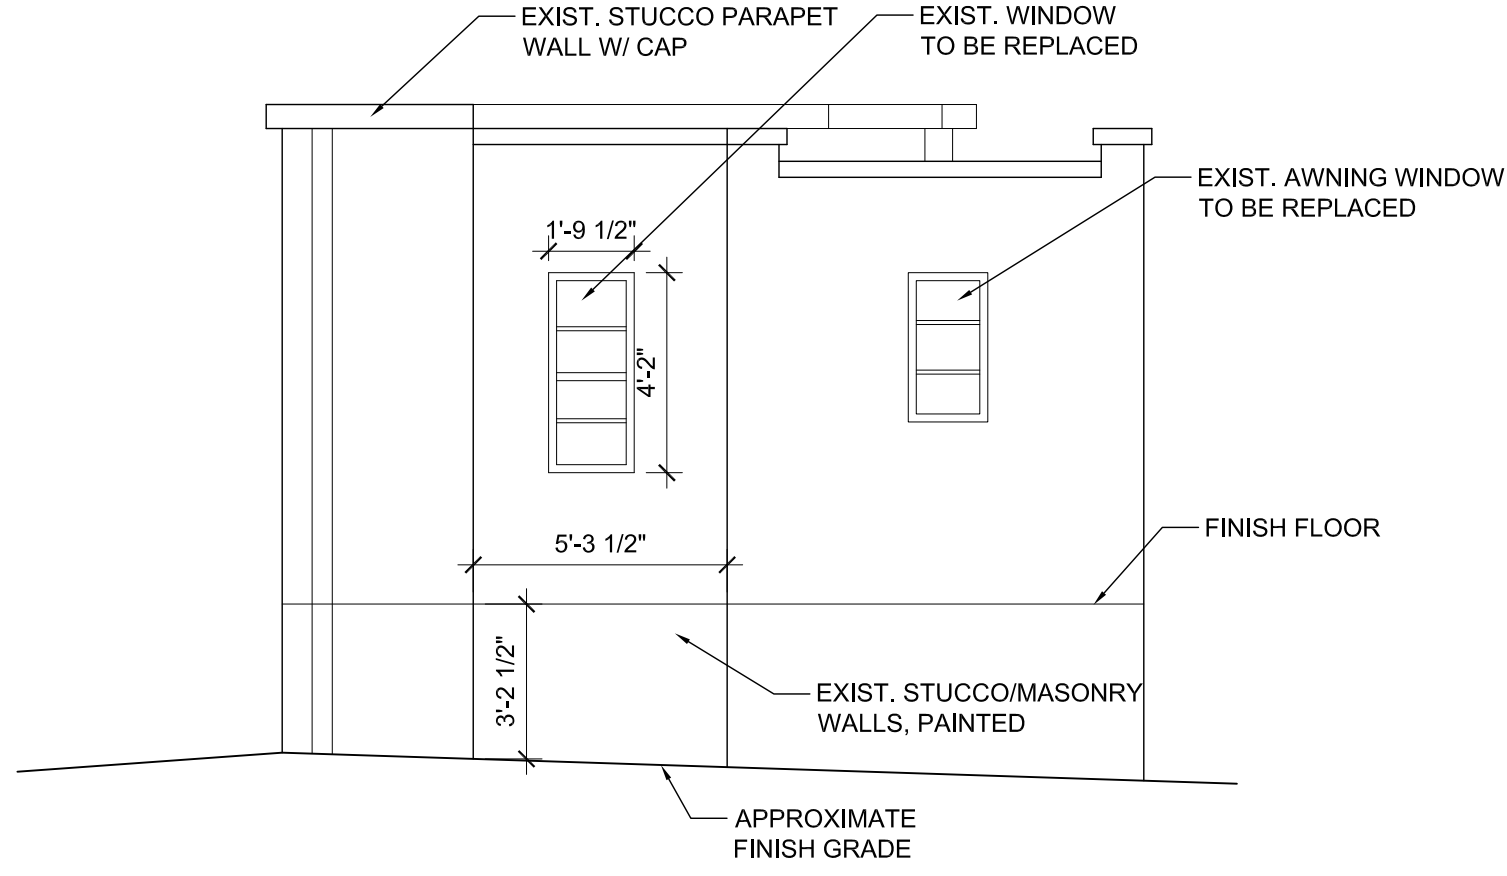 EXIST. STUCCO PARAPET
WALL W/ CAP
EXIST. WINDOW
TO BE REPLACED
EXIST. AWNING WINDOW
TO BE REPLACED
1'-9 1/2"
4'-2"
5'-3 1/2"
FINISH FLOOR
3'-2 1/2"
EXIST. STUCCO/MASONRY
WALLS, PAINTED
APPROXIMATE
FINISH GRADE